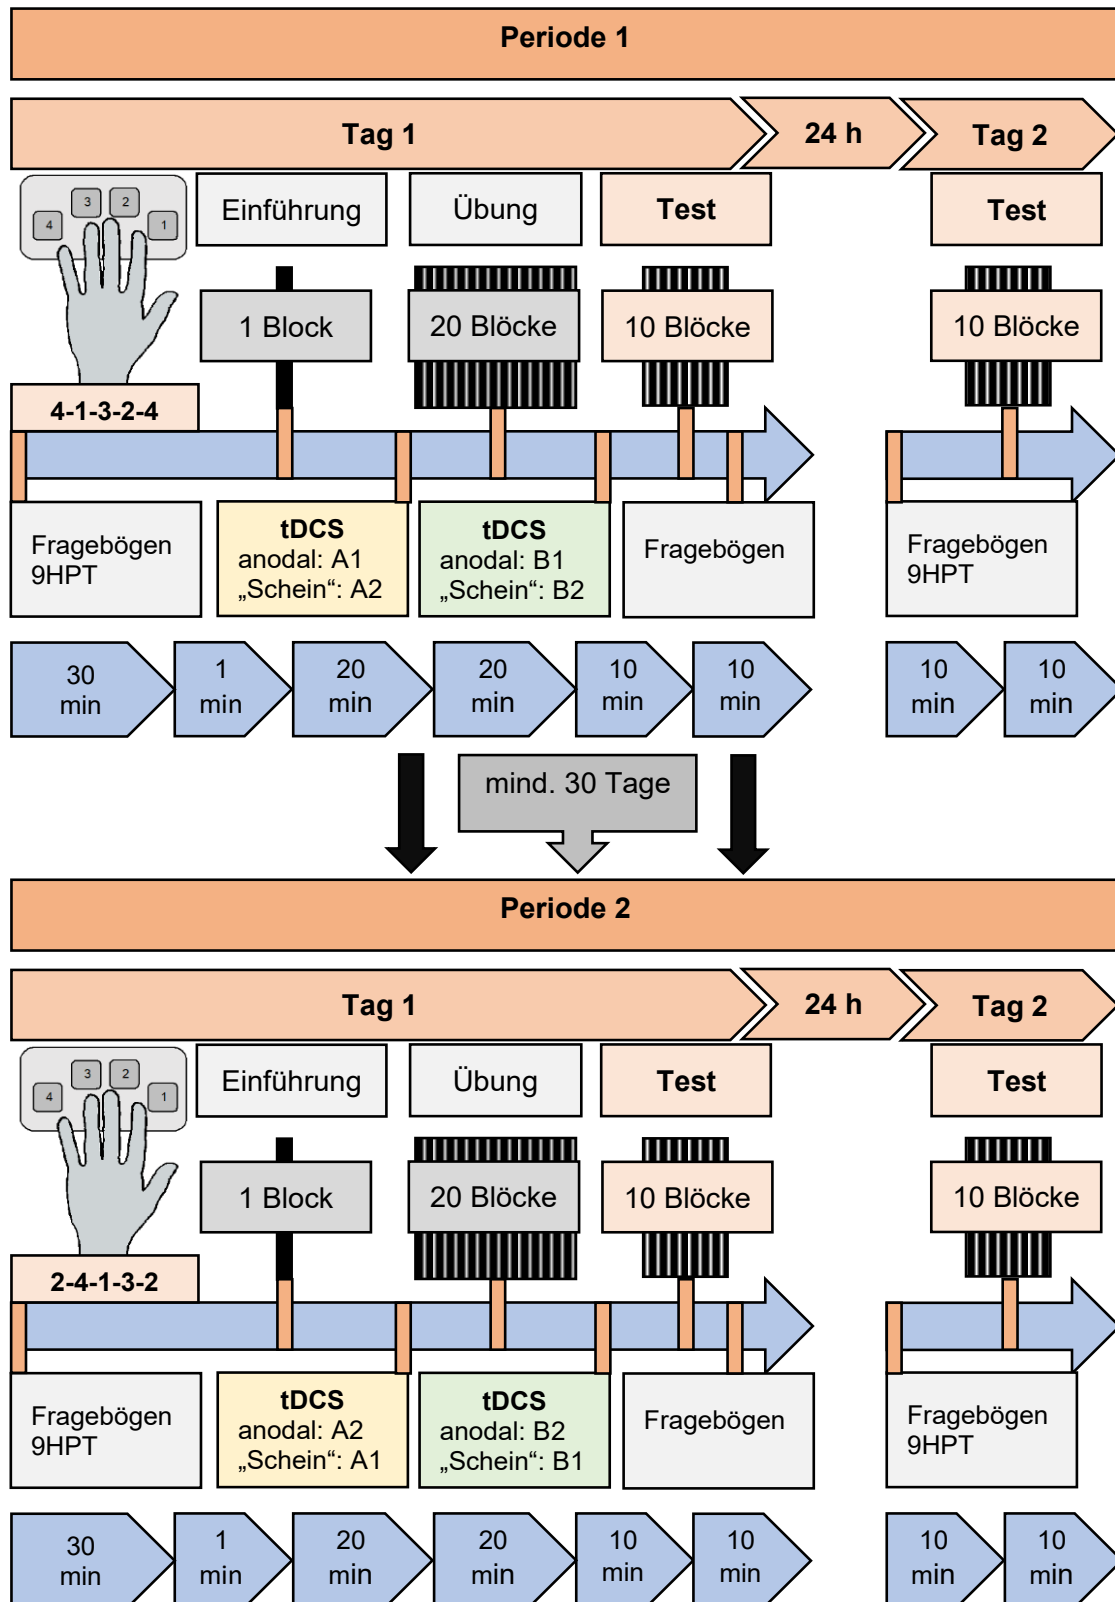 Periode 1
Tag 1
24 h
Tag 2
4
3
2
1
Einführung
Übung
Test
Test
1 Block
20 Blöcke
10 Blöcke
10 Blöcke
4-1-3-2-4
Fragebögen
9HPT
tDCS
anodal: A1
„Schein“: A2
tDCS
anodal: B1
„Schein“: B2
Fragebögen
Fragebögen
9HPT
30
min
1
min
20
min
20
min
10
min
10
min
10
min
10
min
mind. 30 Tage
Periode 2
Tag 1
24 h
Tag 2
4
3
2
1
Einführung
Übung
Test
Test
1 Block
20 Blöcke
10 Blöcke
10 Blöcke
2-4-1-3-2
Fragebögen
9HPT
tDCS
anodal: A2
„Schein“: A1
tDCS
anodal: B2
„Schein“: B1
Fragebögen
Fragebögen
9HPT
30
min
1
min
20
min
20
min
10
min
10
min
10
min
10
min